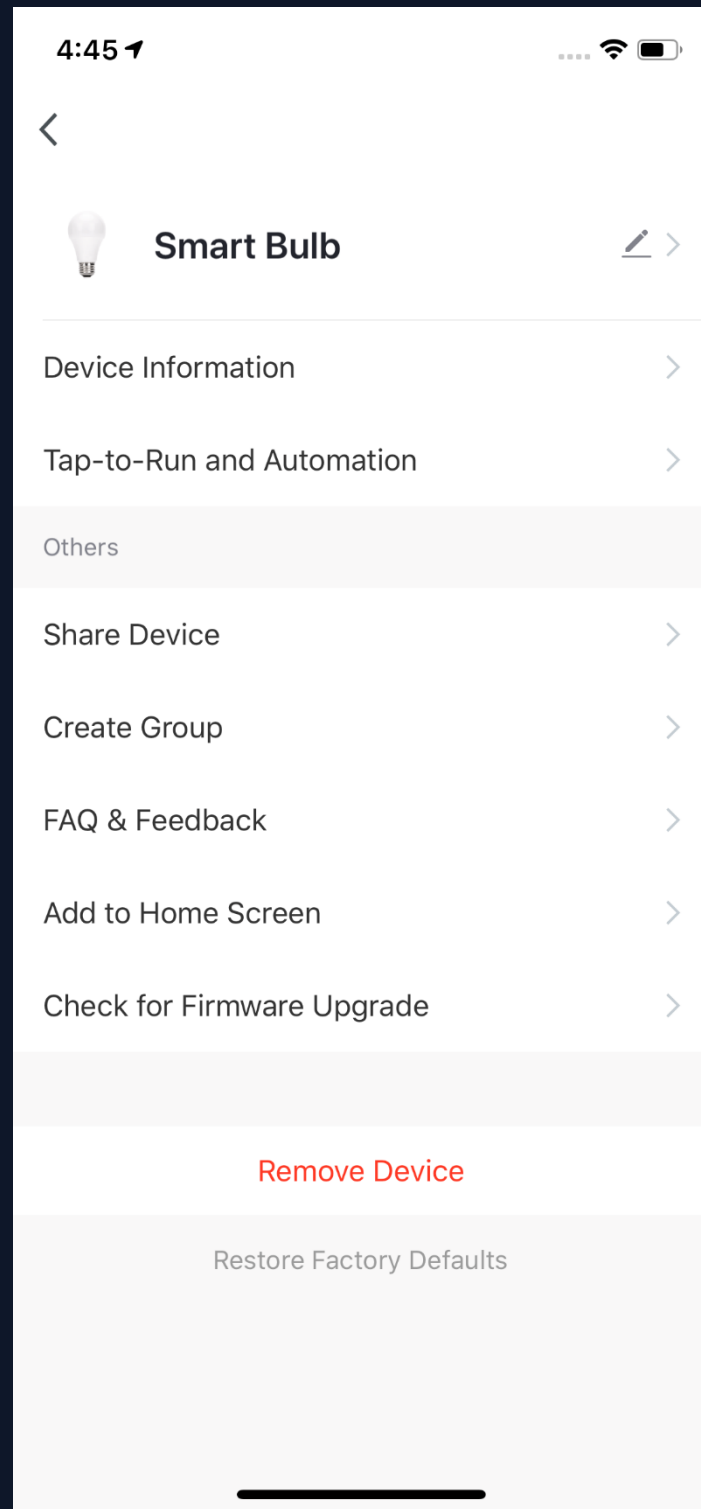 4:45
Smart Bulb
Device Information
Tap-to-Run and Automation
Others
Share Device
Create Group
FAQ & Feedback
Add to Home Screen
Check for Firmware Upgrade
Remove Device
Restore Factory Defaults